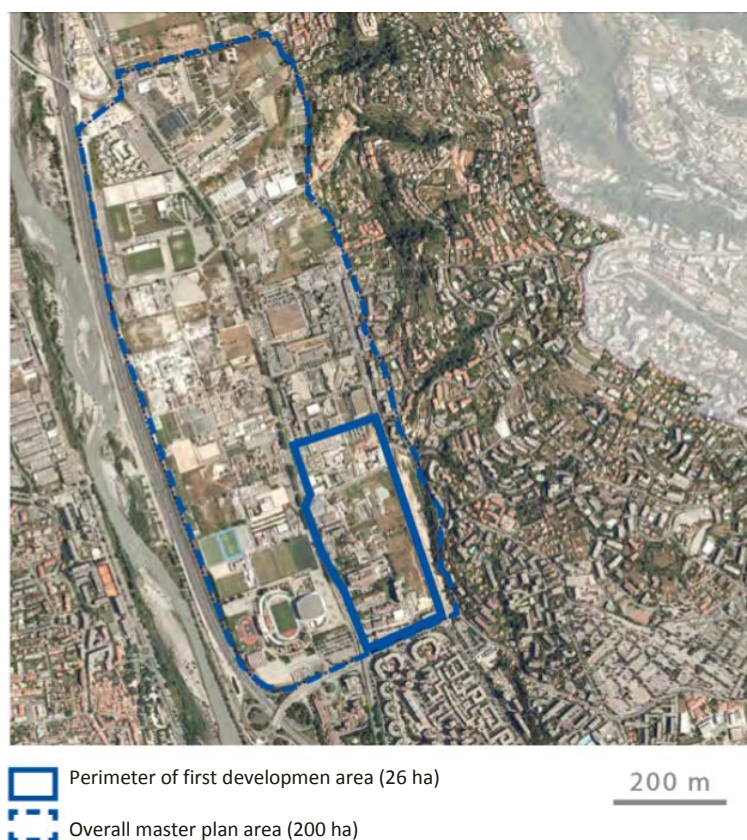 Perimeter of first developmen area (26 ha)
200 m
Overall master plan area (200 ha)